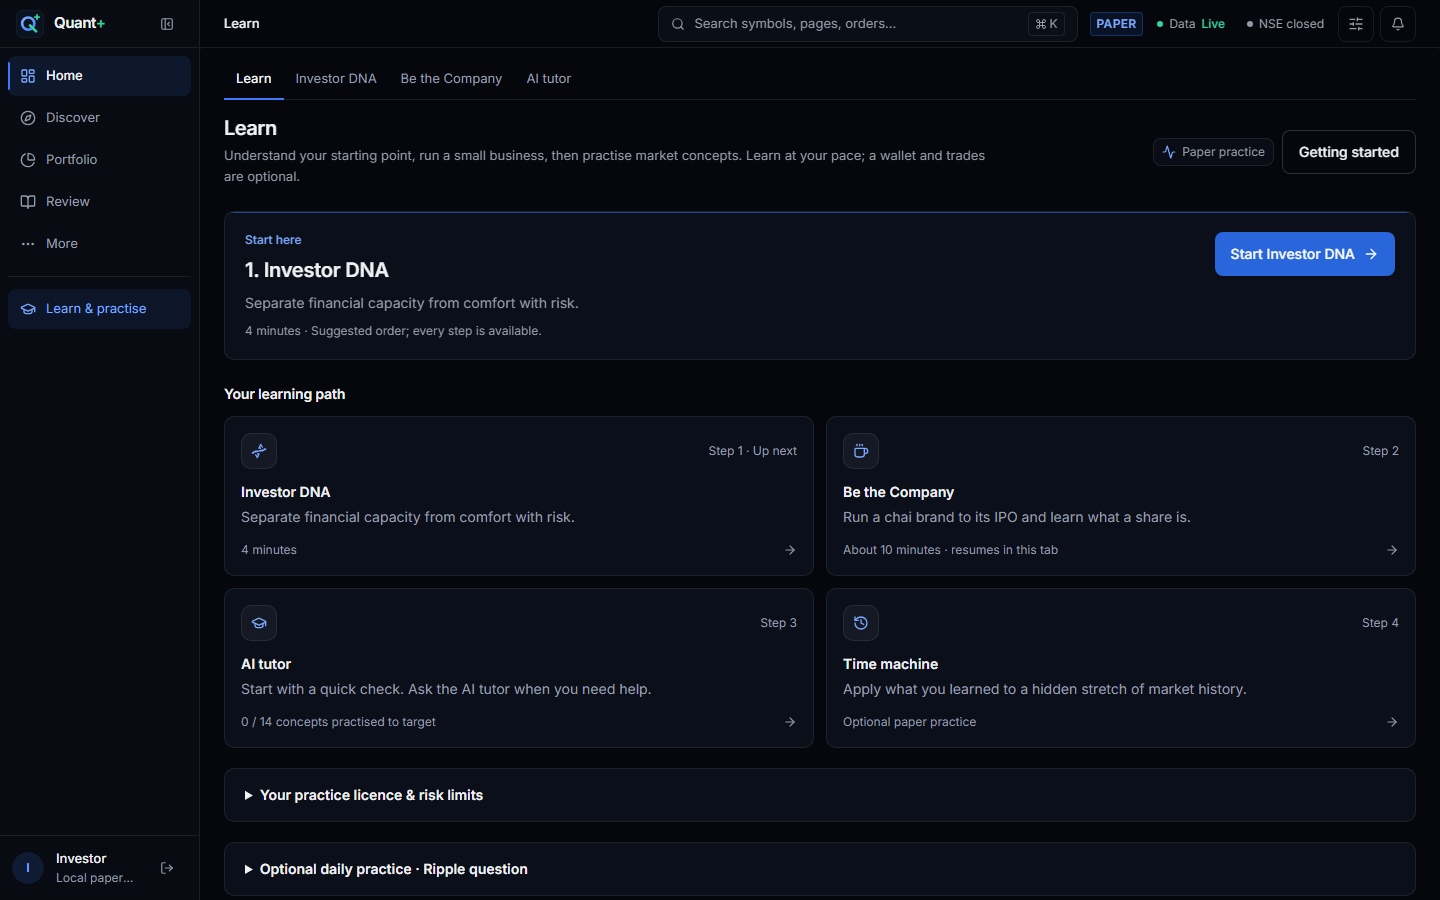 Quant+
Learn
Search symbols, pages, orders...
⌘ K
PAPER
Data Live
NSE closed
Home
Discover
Portfolio
Review
More
Learn & practise
Learn
Investor DNA
Be the Company
AI tutor
Learn
Understand your starting point, run a small business, then practise market concepts. Learn at your pace; a wallet and trades
are optional.
Paper practice
Getting started
Start here
1. Investor DNA
Separate financial capacity from comfort with risk.
4 minutes · Suggested order; every step is available.
Start Investor DNA
Your learning path
Step 1 · Up next
Investor DNA
Separate financial capacity from comfort with risk.
4 minutes
Step 2
Be the Company
Run a chai brand to its IPO and learn what a share is.
About 10 minutes · resumes in this tab
Step 3
AI tutor
Start with a quick check. Ask the AI tutor when you need help.
0 / 14 concepts practised to target
Step 4
Time machine
Apply what you learned to a hidden stretch of market history.
Optional paper practice
Your practice licence & risk limits
Optional daily practice · Ripple question
I
Investor
Local paper...